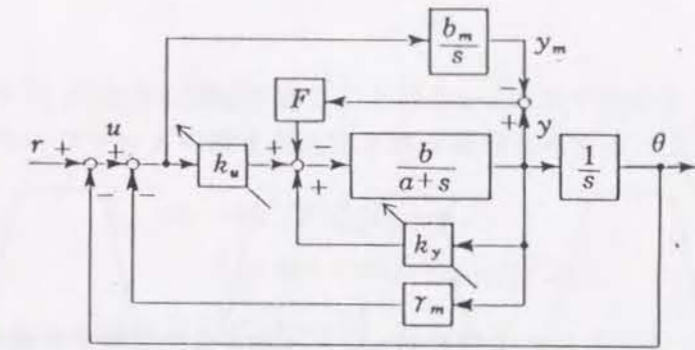 b_m
s
y_m
−
F
+ y
r + u + k_u + − b 1 θ
a+s s
− − +
k_y
γ_m